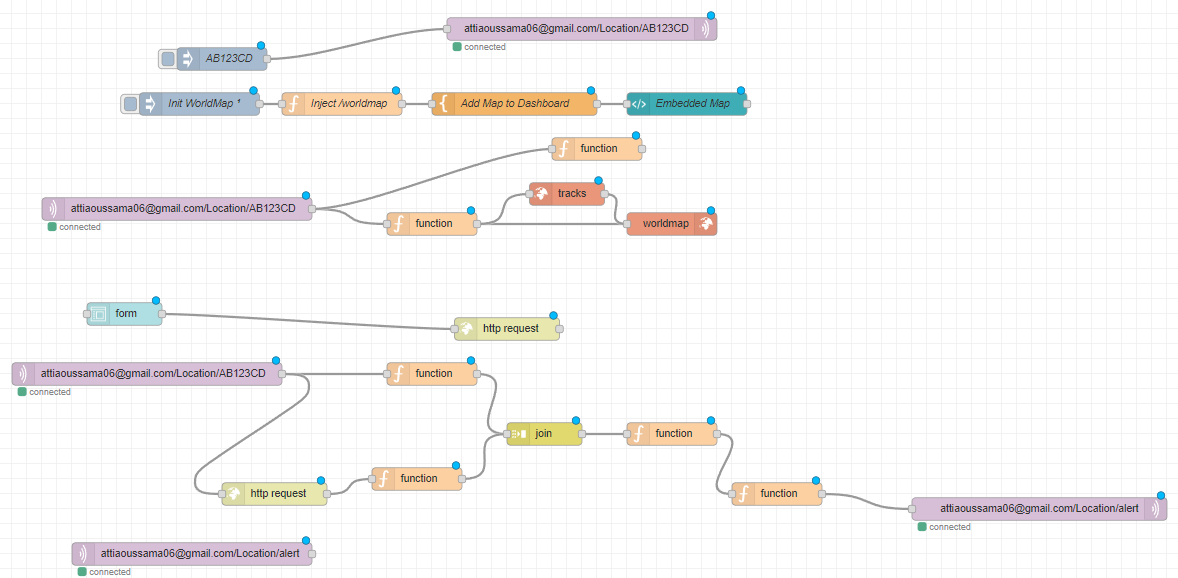 attiaoussama06@gmail.com/Location/AB123CD
connected
AB123CD
Init WorldMap ¹
Inject /worldmap
Add Map to Dashboard
Embedded Map
function
tracks
attiaoussama06@gmail.com/Location/AB123CD
connected
function
worldmap
form
http request
attiaoussama06@gmail.com/Location/AB123CD
connected
function
join
function
http request
function
function
attiaoussama06@gmail.com/Location/alert
connected
attiaoussama06@gmail.com/Location/alert
connected